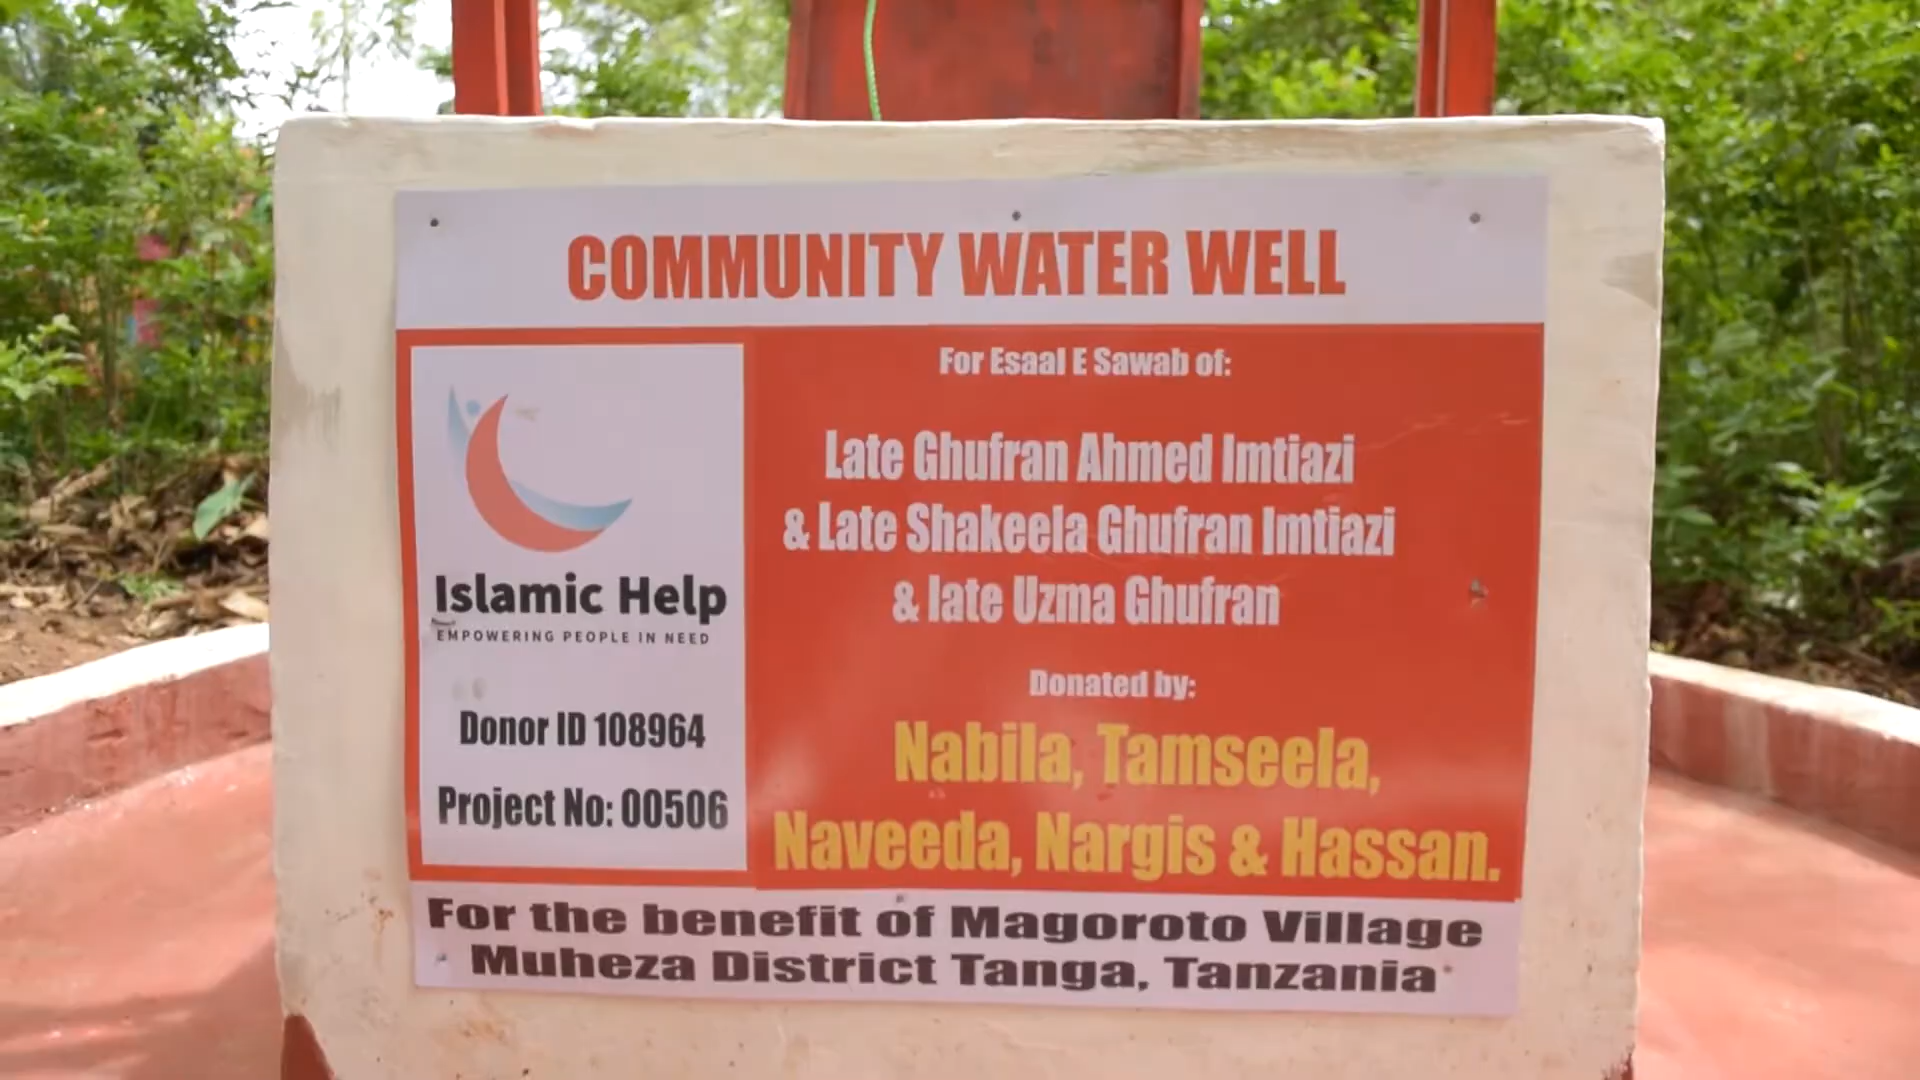 COMMUNITY WATER WELL
Islamic Help
EMPOWERING PEOPLE IN NEED
Donor ID 108964
Project No: 00506
For Esaal E Sawab of:
Late Ghufran Ahmed Imtiazi
& Late Shakeela Ghufran Imtiazi
& late Uzma Ghufran
Donated by:
Nabila, Tamseela,
Naveeda, Nargis & Hassan.
For the benefit of Magoroto Village
Muheza District Tanga, Tanzania